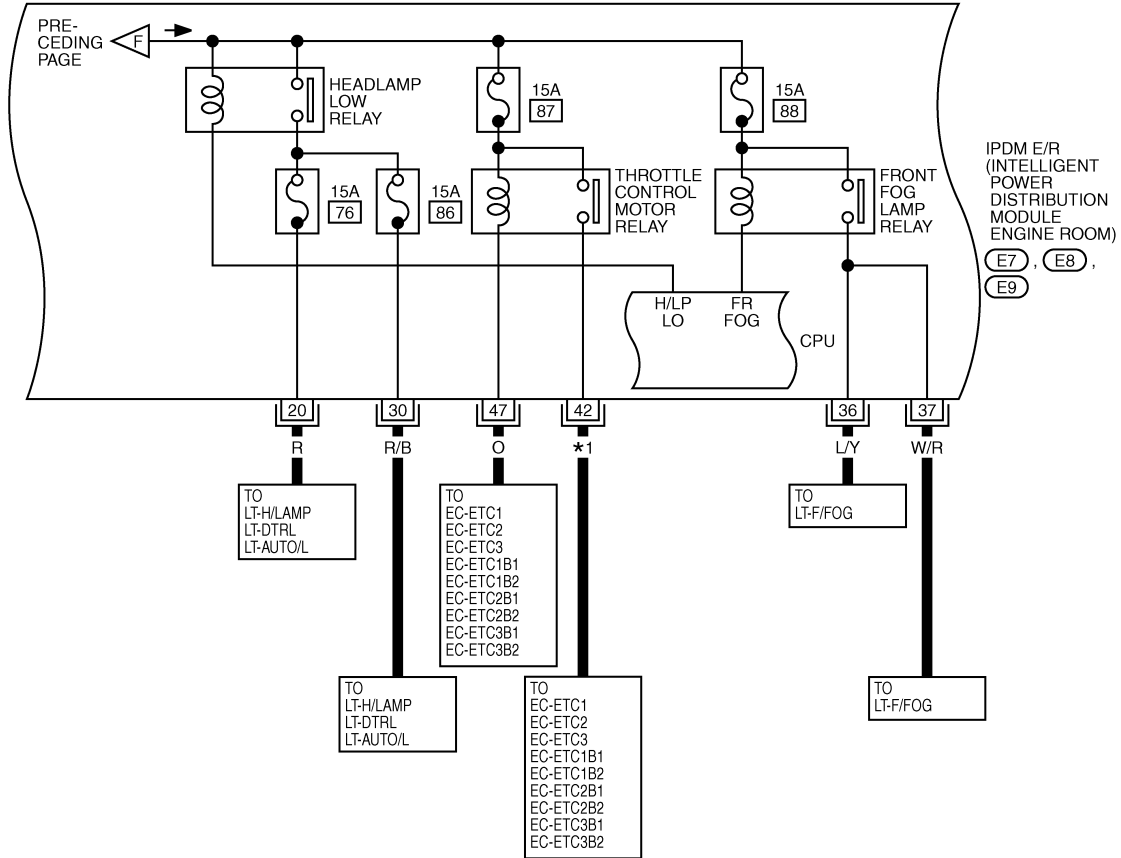 PRE-
CEDING
PAGE
F
HEADLAMP
LOW
RELAY
15A
87
15A
88
15A
76
15A
86
THROTTLE
CONTROL
MOTOR
RELAY
FRONT
FOG
LAMP
RELAY
IPDM E/R
(INTELLIGENT
POWER
DISTRIBUTION
MODULE
ENGINE ROOM)
E7 , E8 ,
E9
H/LP
LO
FR
FOG
CPU
20
30
47
42
36
37
R
R/B
O
*1
L/Y
W/R
TO
LT-H/LAMP
LT-DTRL
LT-AUTO/L
TO
EC-ETC1
EC-ETC2
EC-ETC3
EC-ETC1B1
EC-ETC1B2
EC-ETC2B1
EC-ETC2B2
EC-ETC3B1
EC-ETC3B2
TO
LT-F/FOG
TO
LT-H/LAMP
LT-DTRL
LT-AUTO/L
TO
EC-ETC1
EC-ETC2
EC-ETC3
EC-ETC1B1
EC-ETC1B2
EC-ETC2B1
EC-ETC2B2
EC-ETC3B1
EC-ETC3B2
TO
LT-F/FOG